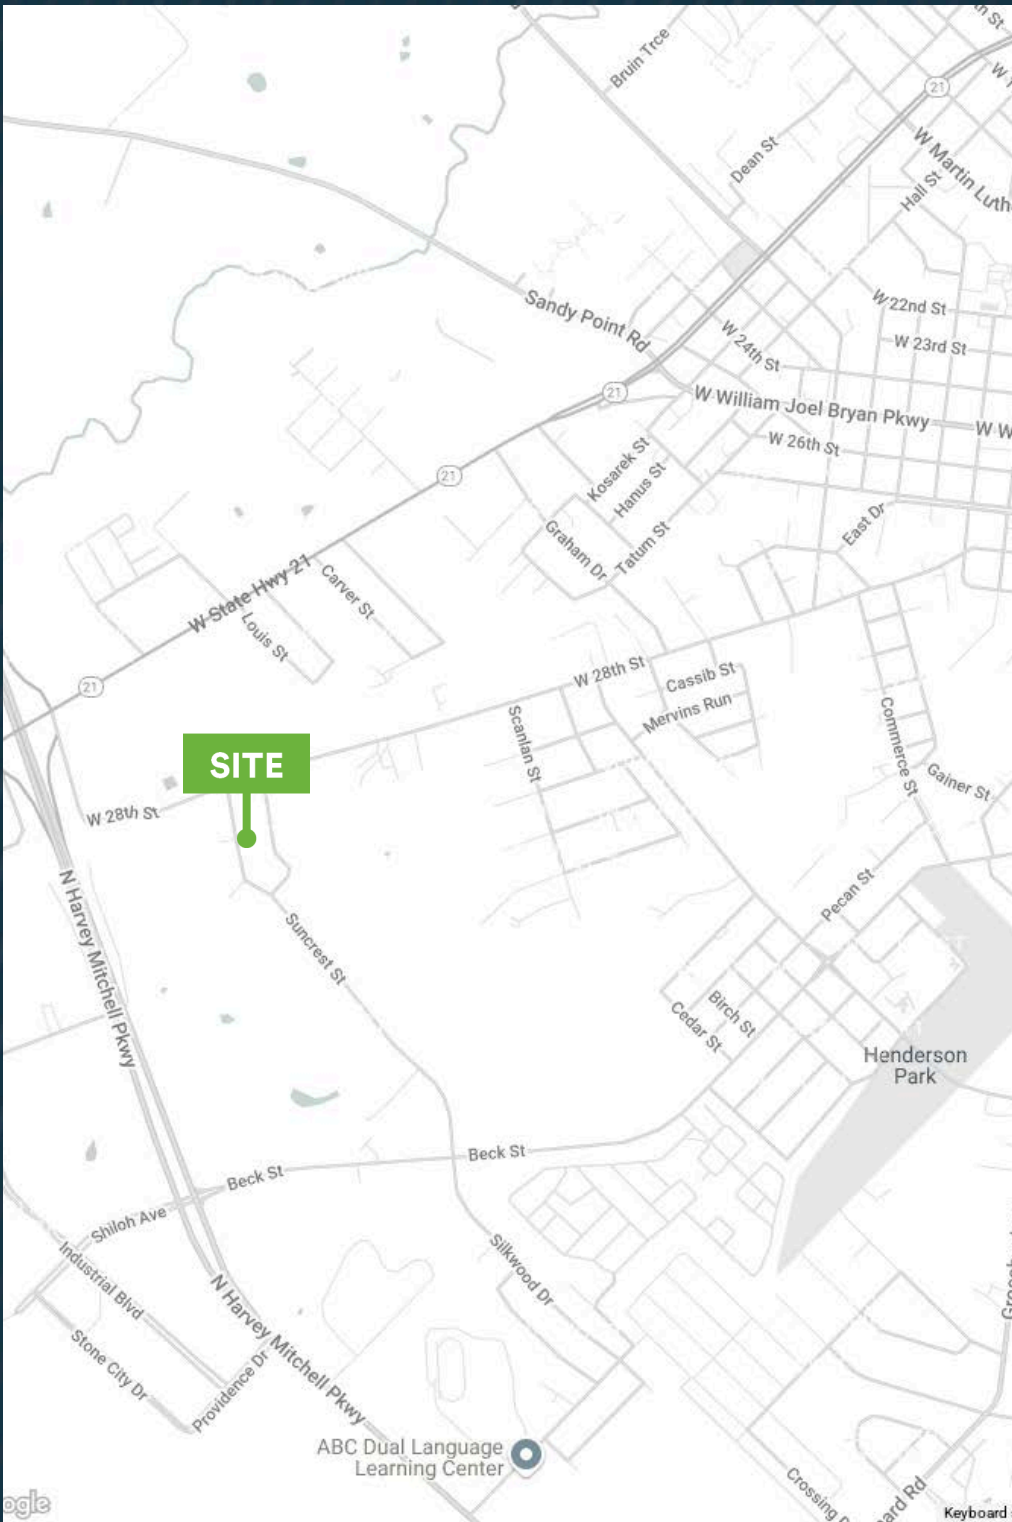 Bruin Trce
21
Dean St
W Martin Luth
Hall St
Sandy Point Rd
W 22nd St
W 24th St
W 23rd St
21
W William Joel Bryan Pkwy
W W
W 26th St
Kosarek St
Hanus St
21
East Dr
Graham Dr
Tatum St
W State Hwy 21
Carver St
Louis St
W 28th St
Cassib St
21
Mervins Run
Scanlan St
Commerce St
SITE
Gainer St
W 28th St
N Harvey Mitchell Pkwy
Pecan St
Suncrest St
Birch St
Cedar St
Henderson
Park
Beck St
Beck St
Shiloh Ave
Industrial Blvd
Silkwood Dr
N Harvey Mitchell Pkwy
Stone City Dr
Providence Dr
ABC Dual Language
Learning Center
Crossing
ard Rd
ogle
Keyboard